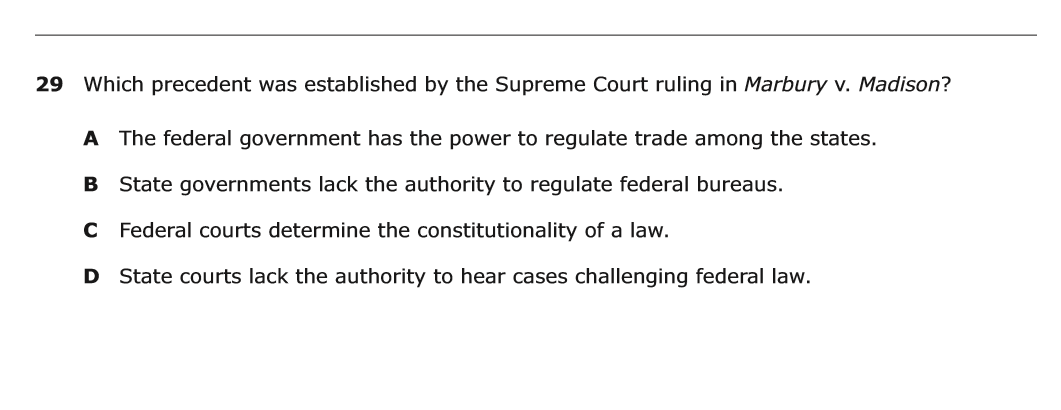 29 Which precedent was established by the Supreme Court ruling in Marbury v. Madison?
A The federal government has the power to regulate trade among the states.
B State governments lack the authority to regulate federal bureaus.
C Federal courts determine the constitutionality of a law.
D State courts lack the authority to hear cases challenging federal law.